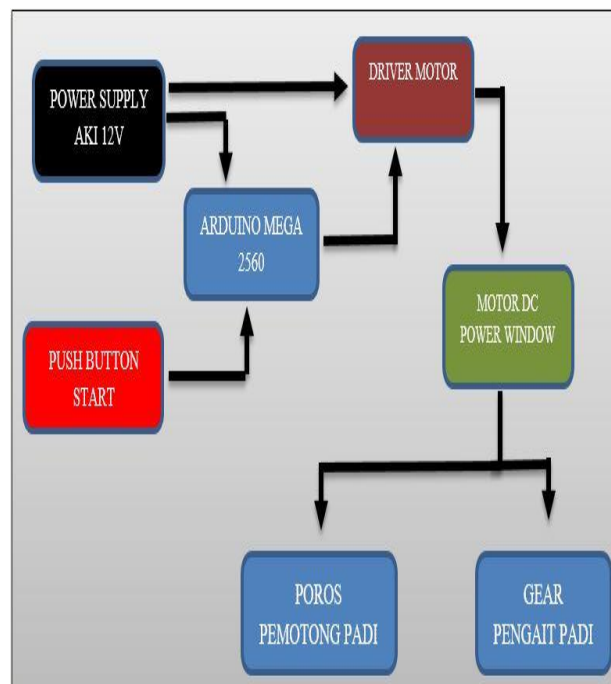 POWER SUPPLY
AKI 12V
DRIVER MOTOR
ARDUINO MEGA
2560
MOTOR DC
POWER WINDOW
PUSH BUTTON
START
POROS
PEMOTONG PADI
GEAR
PENGAIT PADI